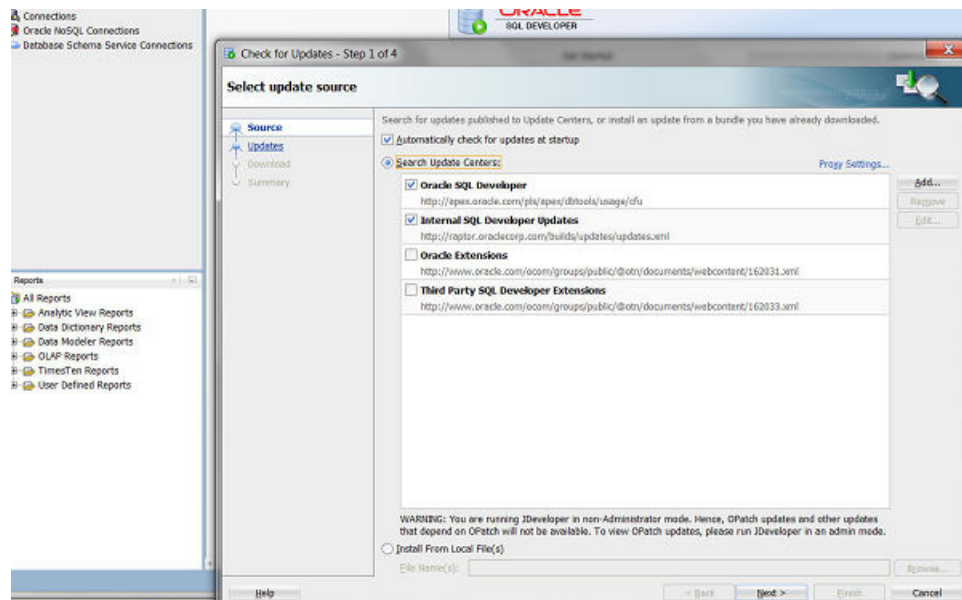 Connections
Oracle NoSQL Connections
Database Schema Service Connections
ORACLE
SQL DEVELOPER
Check for Updates - Step 1 of 4
Select update source
Source
Updates
Download
Summary
Search for updates published to Update Centers, or install an update from a bundle you have already downloaded.
Automatically check for updates at startup
Search Update Centers:
Proxy Settings...
Oracle SQL Developer
http://apex.oracle.com/pls/apex/dbtools/usage/cfu
Internal SQL Developer Updates
http://raptor.oraclecorp.com/builds/updates/updates.xml
Oracle Extensions
http://www.oracle.com/ocom/groups/public/@otn/documents/webcontent/162031.xml
Third Party SQL Developer Extensions
http://www.oracle.com/ocom/groups/public/@otn/documents/webcontent/162033.xml
Add...
Remove
Edit...
Reports
All Reports
Analytic View Reports
Data Dictionary Reports
Data Modeler Reports
OLAP Reports
TimesTen Reports
User Defined Reports
WARNING: You are running JDeveloper in non-Administrator mode. Hence, OPatch updates and other updates
that depend on OPatch will not be available. To view OPatch updates, please run JDeveloper in an admin mode.
Install From Local File(s)
File Name(s):
Browse...
Help
< Back
Next >
Finish
Cancel